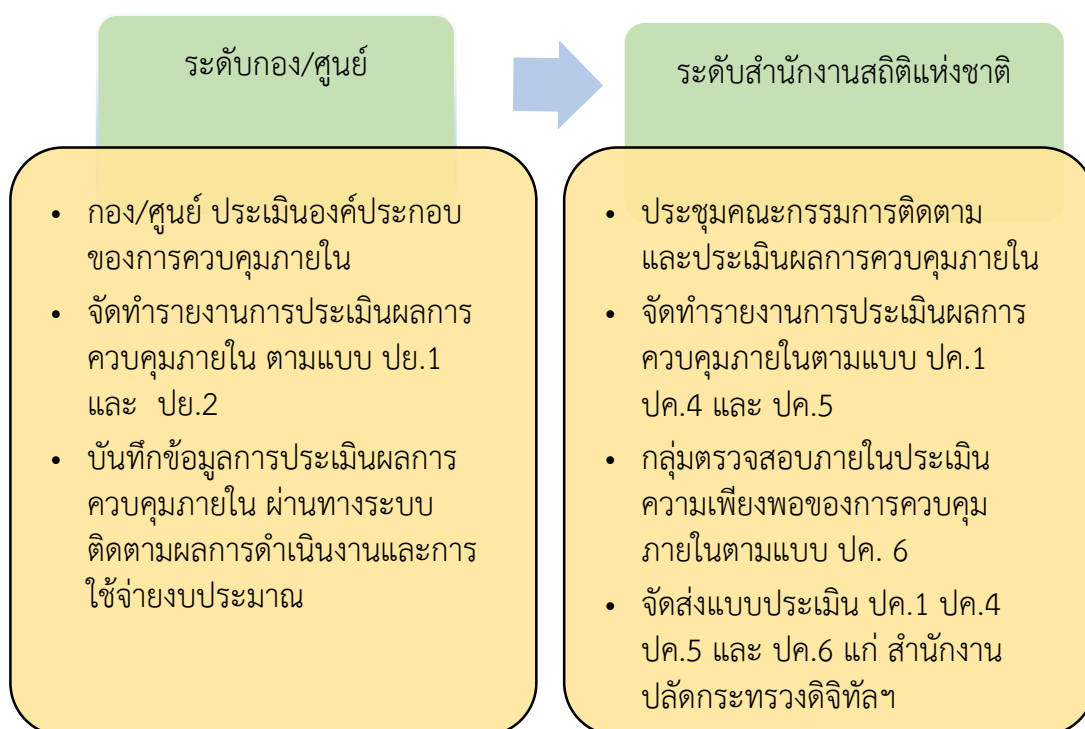 ระดับกอง/ศูนย์
• กอง/ศูนย์ ประเมินองค์ประกอบ
ของการควบคุมภายใน
• จัดทำรายงานการประเมินผลการ
ควบคุมภายใน ตามแบบ ปย.1
และ ปย.2
• บันทึกข้อมูลการประเมินผลการ
ควบคุมภายใน ผ่านทางระบบ
ติดตามผลการดำเนินงานและการ
ใช้จ่ายงบประมาณ
ระดับสำนักงานสถิติแห่งชาติ
• ประชุมคณะกรรมการติดตาม
และประเมินผลการควบคุมภายใน
• จัดทำรายงานการประเมินผลการ
ควบคุมภายในตามแบบ ปค.1
ปค.4 และ ปค.5
• กลุ่มตรวจสอบภายในประเมิน
ความเพียงพอของการควบคุม
ภายในตามแบบ ปค. 6
• จัดส่งแบบประเมิน ปค.1 ปค.4
ปค.5 และ ปค.6 แก่ สำนักงาน
ปลัดกระทรวงดิจิทัลฯ